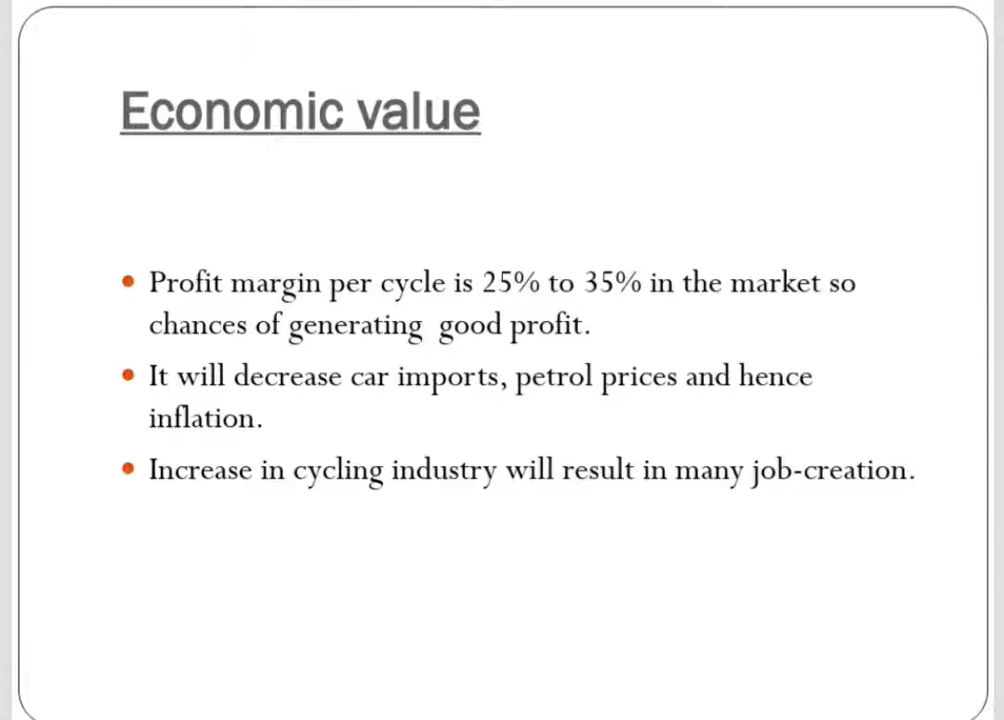 Economic value
Profit margin per cycle is 25% to 35% in the market so
chances of generating  good profit.
It will decrease car imports, petrol prices and hence
inflation.
Increase in cycling industry will result in many job-creation.